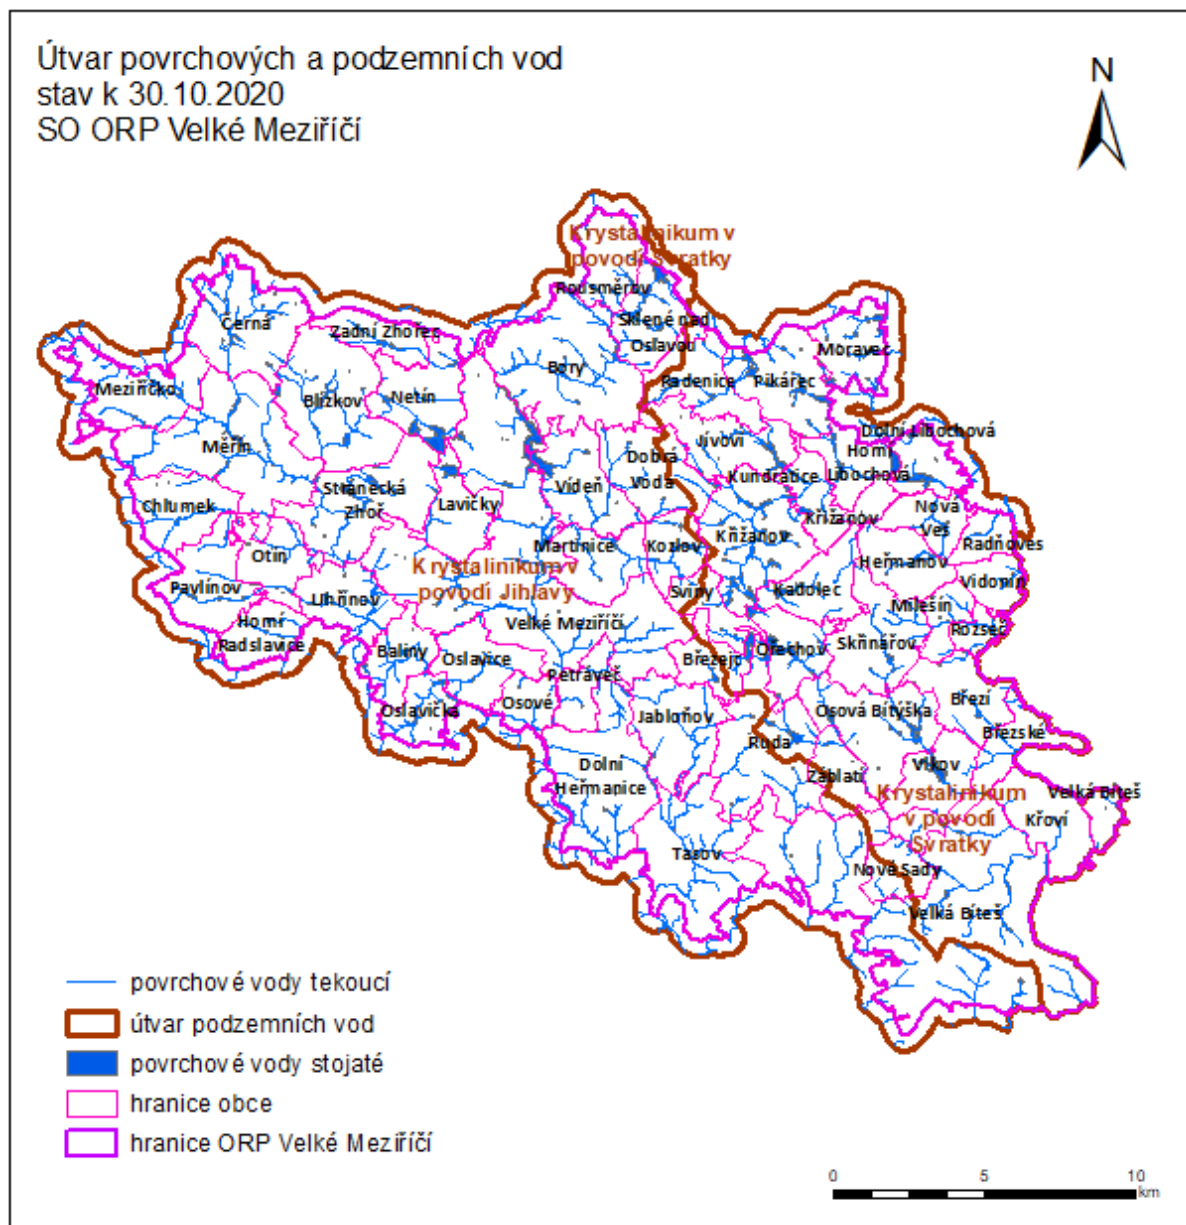 Útvar povrchových a podzemních vod
stav k 30.10.2020
SO ORP Velké Meziříčí
N
Krystalinikum v
povodí Svratky
Rousměrov
Černá
Zadní Zhořec
Sklené nad
Oslavou
Moravec
Bory
Meziříčko
Blízkov
Netín
Radenice
Pikárec
Dolní Libochová
Měřín
Jívoví
Horní
Libochová
Dobrá
Voda
Kundratice
Chlumek
Stránecká
Zhoř
Lavičky
Vídeň
Nová
Ves
Křižanov
Martinice
Kozlov
Křižanov
Radňoves
Otín
Heřmanov
Krystalinikum v
povodí Jihlavy
Pavlínov
Uhřínov
Sviny
Kadolec
Vidonín
Milešín
Horní
Radslavice
Velké Meziříčí
Rozseč
Baliny
Oslavice
Březejc
Ořechov
Skřinářov
Petráveč
Osové
Březí
Oslavička
Jabloňov
Osová Bítýška
Březské
Ruda
Dolní
Heřmanice
Záblatí
Vlkov
Velká Bíteš
Krystalinikum
v povodí
Svratky
Křoví
Tasov
Nové Sady
Velká Bíteš
povrchové vody tekoucí
útvar podzemních vod
povrchové vody stojaté
hranice obce
hranice ORP Velké Meziříčí
0 5 10
km